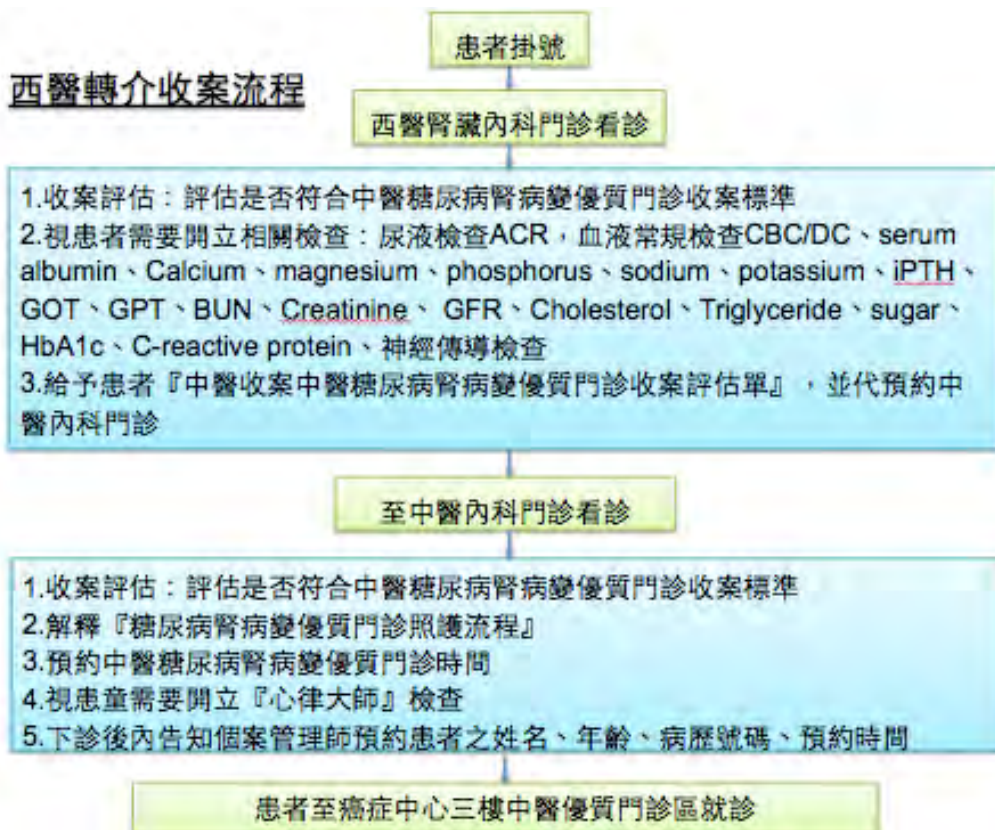 患者掛號
西醫轉介收案流程
西醫腎臟內科門診看診
1.收案評估：評估是否符合中醫糖尿病腎病變優質門診收案標準
2.視患者需要開立相關檢查：尿液檢查ACR，血液常規檢查CBC/DC、serum
albumin、Calcium、magnesium、phosphorus、sodium、potassium、iPTH、
GOT、GPT、BUN、Creatinine、 GFR、Cholesterol、Triglyceride、sugar、
HbA1c、C-reactive protein、神經傳導檢查
3.給予患者『中醫收案中醫糖尿病腎病變優質門診收案評估單』，並代預約中
醫內科門診
至中醫內科門診看診
1.收案評估：評估是否符合中醫糖尿病腎病變優質門診收案標準
2.解釋『糖尿病腎病變優質門診照護流程』
3.預約中醫糖尿病腎病變優質門診時間
4.視患童需要開立『心律大師』檢查
5.下診後內告知個案管理師預約患者之姓名、年齡、病歷號碼、預約時間
患者至癌症中心三樓中醫優質門診區就診